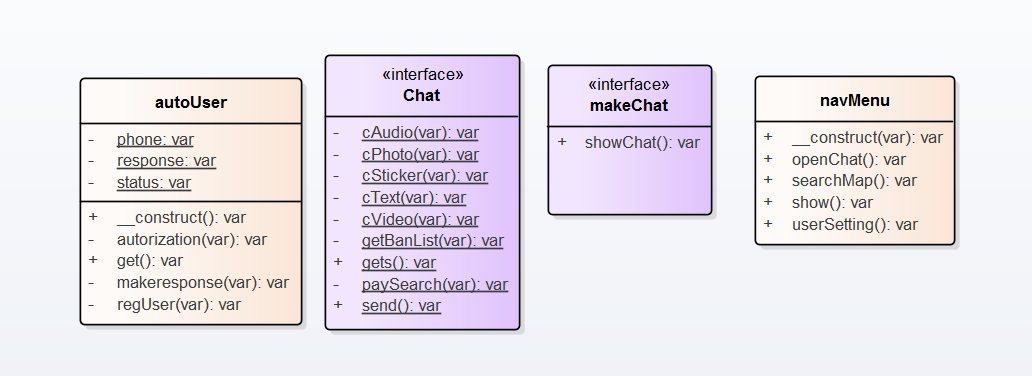 autoUser
- phone: var
- response: var
- status: var
+ __construct(): var
- autorization(var): var
+ get(): var
- makeresponse(var): var
- regUser(var): var
«interface»
Chat
- cAudio(var): var
- cPhoto(var): var
- cSticker(var): var
- cText(var): var
- cVideo(var): var
- getBanList(var): var
+ gets(): var
- paySearch(var): var
+ send(): var
«interface»
makeChat
+ showChat(): var
navMenu
+ __construct(var): var
+ openChat(): var
+ searchMap(): var
+ show(): var
+ userSetting(): var